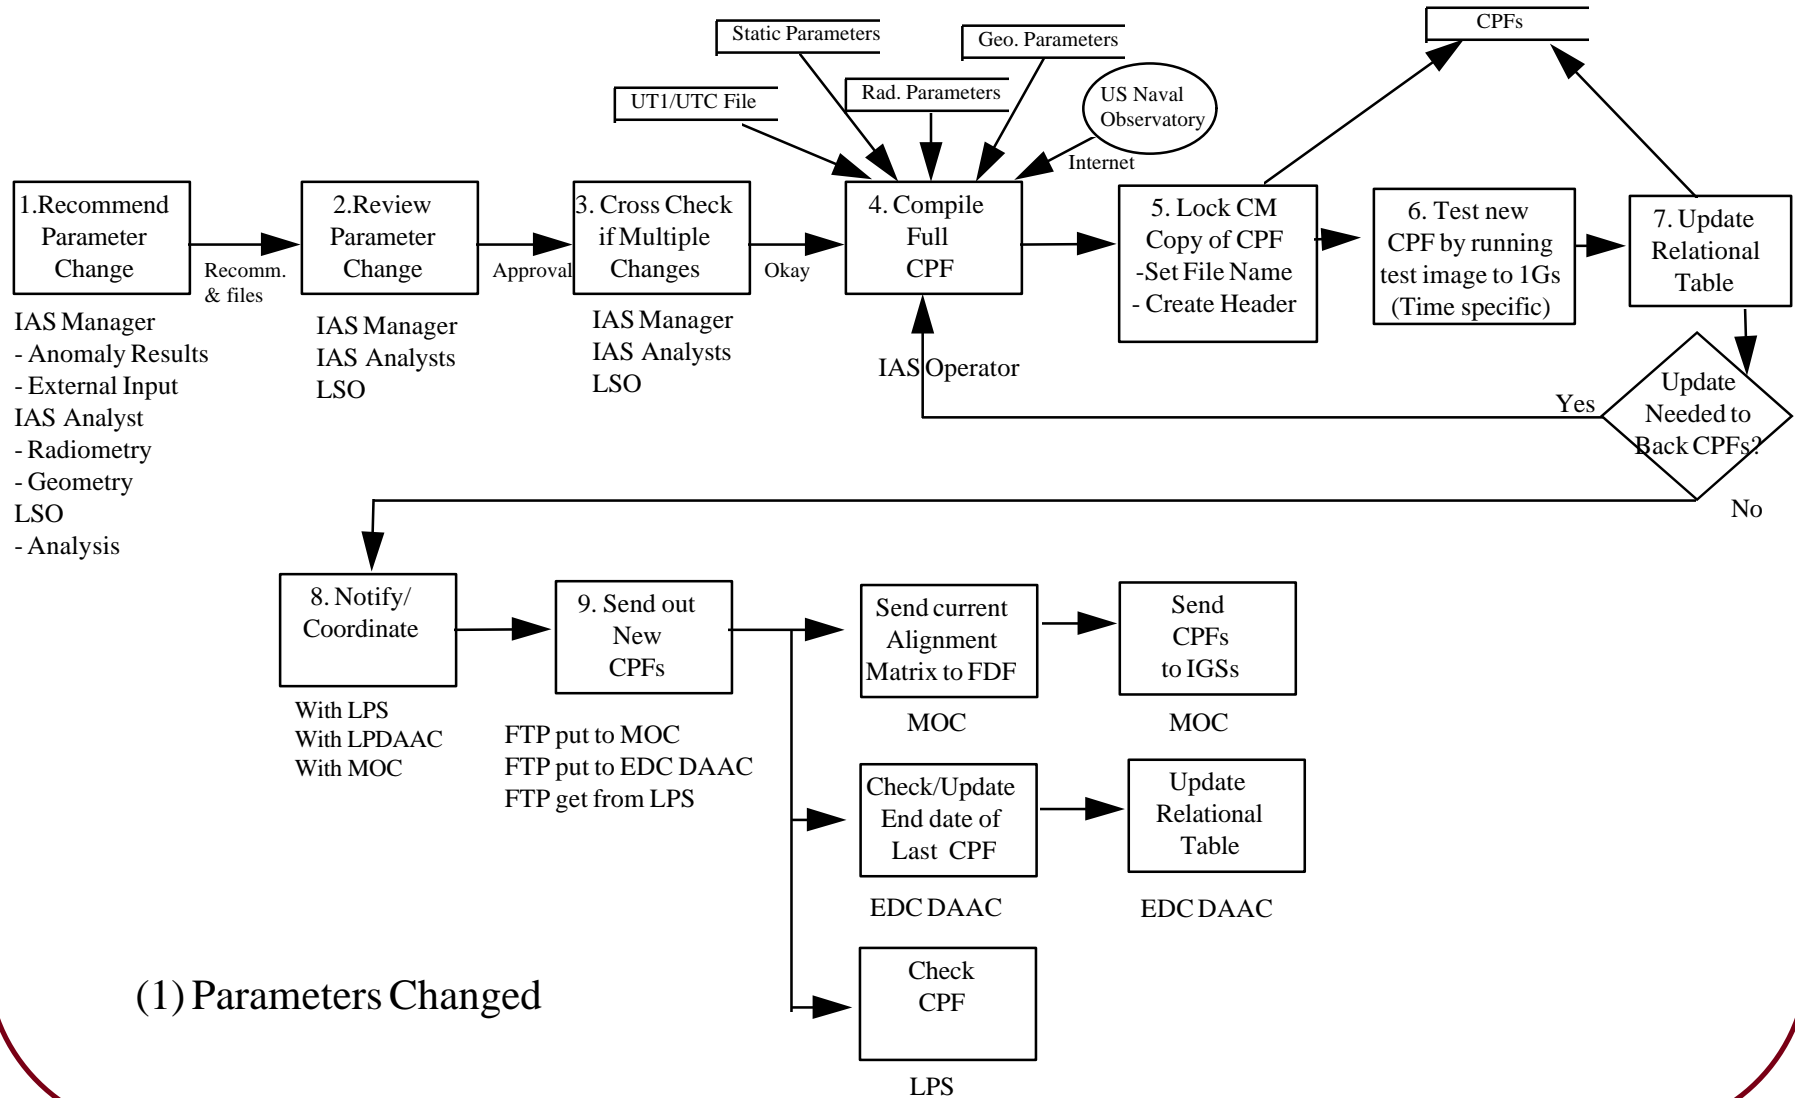 Static Parameters
Geo. Parameters
CPFs
UT1/UTC File
Rad. Parameters
US Naval
Observatory
Internet
1.Recommend
Parameter
Change
Recomm.
& files
IAS Manager
- Anomaly Results
- External Input
IAS Analyst
- Radiometry
- Geometry
LSO
- Analysis
2.Review
Parameter
Change
Approval
IAS Manager
IAS Analysts
LSO
3. Cross Check
if Multiple
Changes
Okay
IAS Manager
IAS Analysts
LSO
4. Compile
Full
CPF
IAS Operator
5. Lock CM
Copy of CPF
-Set File Name
- Create Header
6. Test new
CPF by running
test image to 1Gs
(Time specific)
7. Update
Relational
Table
Update
Needed to
Back CPFs?
Yes
No
8. Notify/
Coordinate
With LPS
With LPDAAC
With MOC
9. Send out
New
CPFs
FTP put to MOC
FTP put to EDC DAAC
FTP get from LPS
Send current
Alignment
Matrix to FDF
MOC
Send
CPFs
to IGSs
MOC
Check/Update
End date of
Last CPF
EDC DAAC
Update
Relational
Table
EDC DAAC
Check
CPF
LPS
(1) Parameters Changed